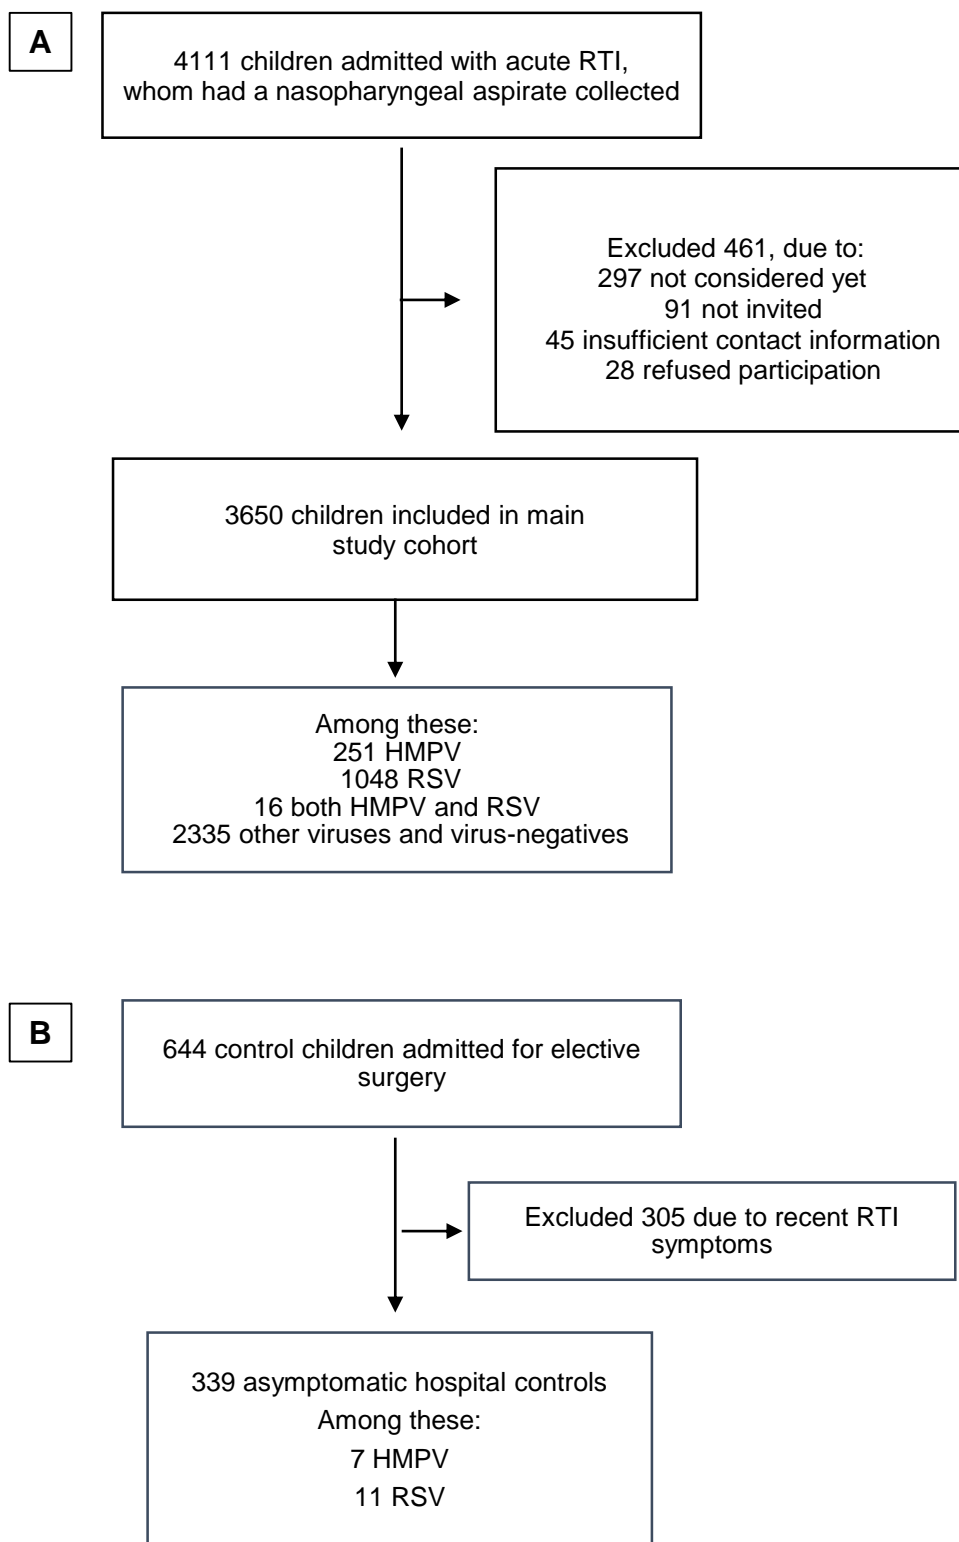 A
4111 children admitted with acute RTI,
whom had a nasopharyngeal aspirate collected
Excluded 461, due to:
297 not considered yet
91 not invited
45 insufficient contact information
28 refused participation
3650 children included in main
study cohort
Among these:
251 HMPV
1048 RSV
16 both HMPV and RSV
2335 other viruses and virus-negatives
B
644 control children admitted for elective
surgery
Excluded 305 due to recent RTI
symptoms
339 asymptomatic hospital controls
Among these:
7 HMPV
11 RSV